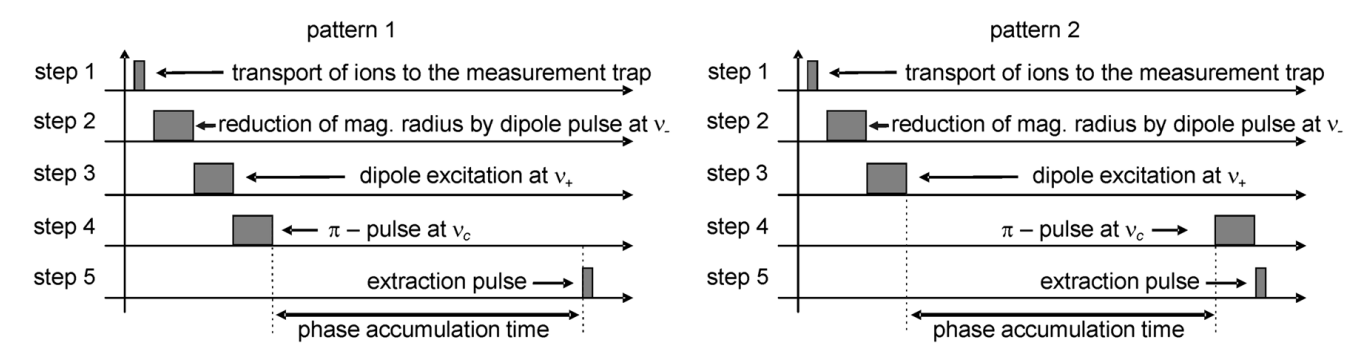 pattern 1
step 1
transport of ions to the measurement trap
step 2
reduction of mag. radius by dipole pulse at ν-
step 3
dipole excitation at ν+
step 4
π – pulse at νc
step 5
extraction pulse
phase accumulation time
pattern 2
step 1
transport of ions to the measurement trap
step 2
reduction of mag. radius by dipole pulse at ν-
step 3
dipole excitation at ν+
step 4
π – pulse at νc
step 5
extraction pulse
phase accumulation time